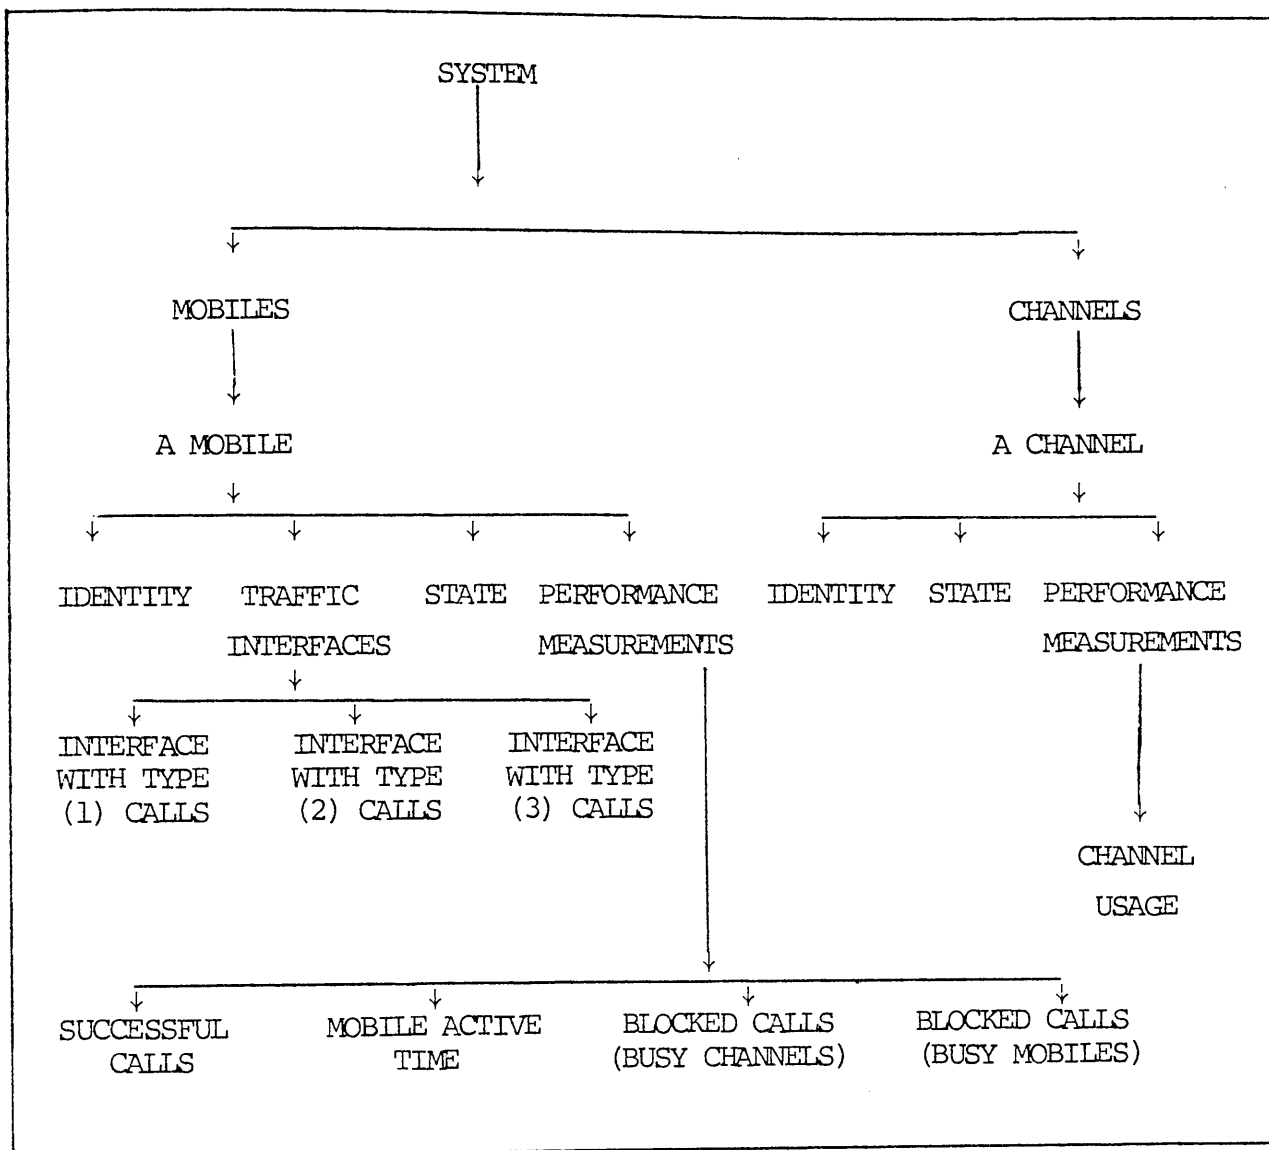 SYSTEM
MOBILES
CHANNELS
A MOBILE
A CHANNEL
IDENTITY
TRAFFIC
INTERFACES
STATE
PERFORMANCE
MEASUREMENTS
IDENTITY
STATE
PERFORMANCE
MEASUREMENTS
INTERFACE
WITH TYPE
(1) CALLS
INTERFACE
WITH TYPE
(2) CALLS
INTERFACE
WITH TYPE
(3) CALLS
CHANNEL
USAGE
SUCCESSFUL
CALLS
MOBILE ACTIVE
TIME
BLOCKED CALLS
(BUSY CHANNELS)
BLOCKED CALLS
(BUSY MOBILES)